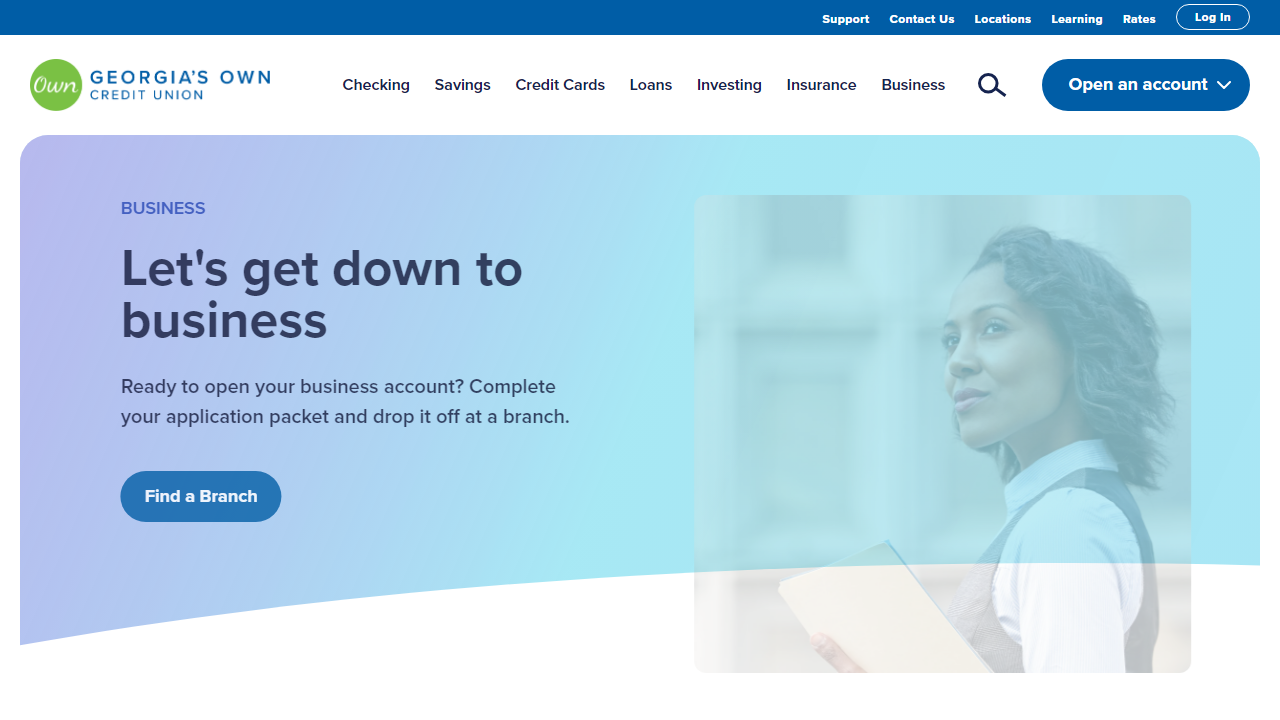 Support Contact Us Locations Learning Rates Log In
Own GEORGIA'S OWN
CREDIT UNION
Checking Savings Credit Cards Loans Investing Insurance Business Open an account
BUSINESS
Let's get down to
business
Ready to open your business account? Complete
your application packet and drop it off at a branch.
Find a Branch